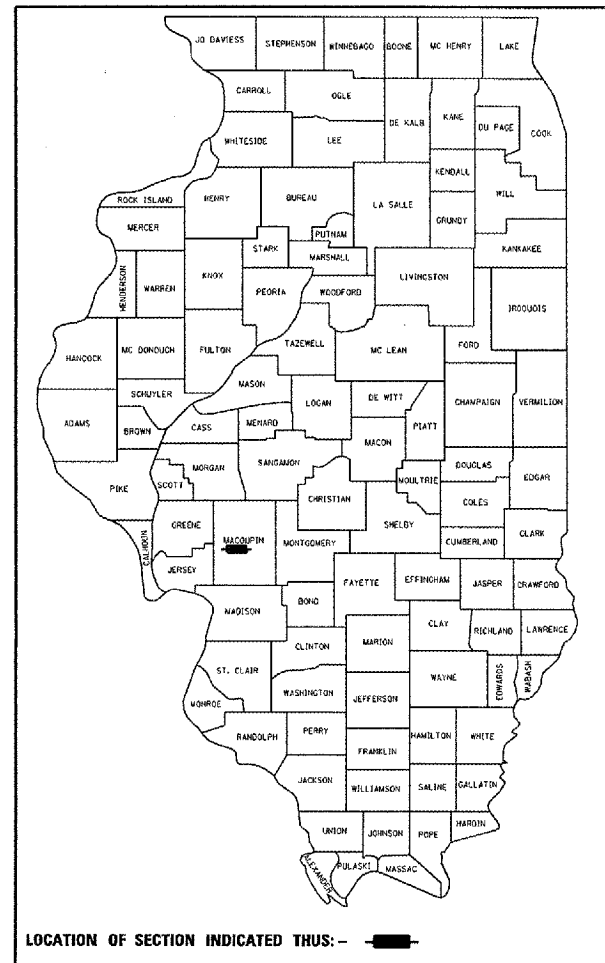 JO DAVIESS STEPHENSON WINNEBAGO BOONE MC HENRY LAKE
CARROLL OGLE DE KALB KANE DU PAGE COOK
WHITESIDE LEE KENDALL WILL
ROCK ISLAND HENRY BUREAU LA SALLE GRUNDY
MERCER PUTNAM KANKAKEE
STARK MARSHALL
HENDERSON WARREN KNOX PEORIA WOODFORD LIVINGSTON IROQUOIS
HANCOCK MC DONOUGH FULTON TAZEWELL MC LEAN FORD
SCHUYLER MASON LOGAN DE WITT CHAMPAIGN VERMILION
ADAMS BROWN CASS MENARD MACON PIATT
PIKE SCOTT MORGAN SANGAMON CHRISTIAN MOULTRIE DOUGLAS EDGAR
COLES
CALHOUN GREENE MACOUPIN MONTGOMERY SHELBY CUMBERLAND CLARK
JERSEY FAYETTE EFFINGHAM JASPER CRAWFORD
MADISON BOND CLAY RICHLAND LAWRENCE
CLINTON MARION
ST. CLAIR WAYNE EDWARDS WABASH
MONROE WASHINGTON JEFFERSON
RANDOLPH PERRY HAMILTON WHITE
FRANKLIN
JACKSON WILLIAMSON SALINE GALLATIN
UNION JOHNSON POPE HARDIN
ALEXANDER PULASKI MASSAC
LOCATION OF SECTION INDICATED THUS: -